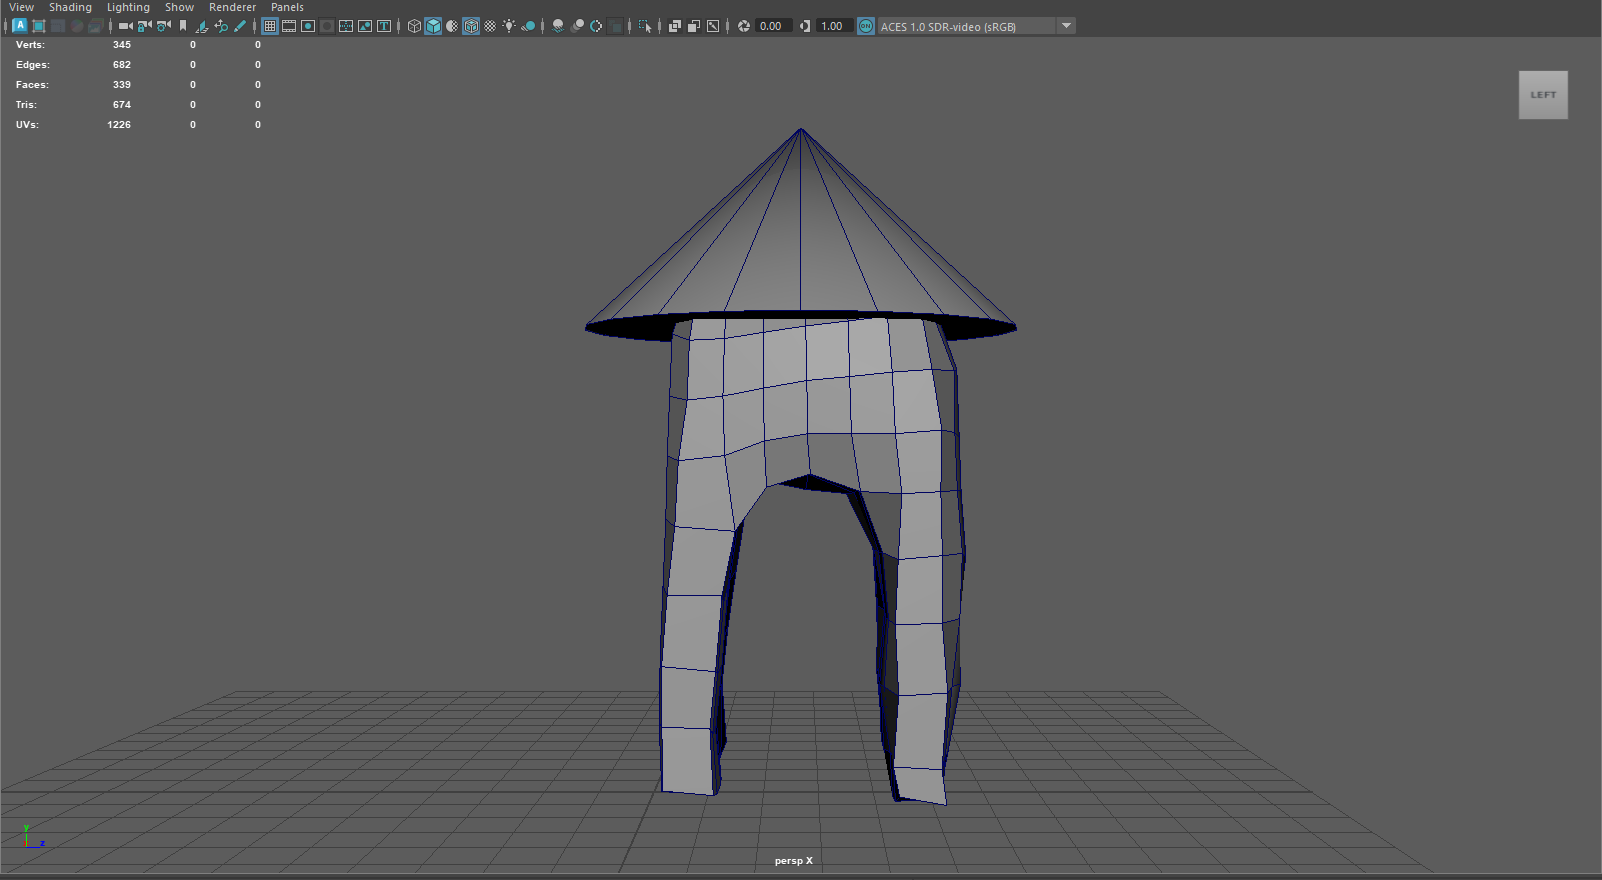 View Shading Lighting Show Renderer Panels
A T 0.00 1.00 ON ACES 1.0 SDR-video (sRGB)
Verts: 345 0 0
Edges: 682 0 0
Faces: 339 0 0
Tris: 674 0 0
UVs: 1226 0 0
LEFT
y
z
persp X